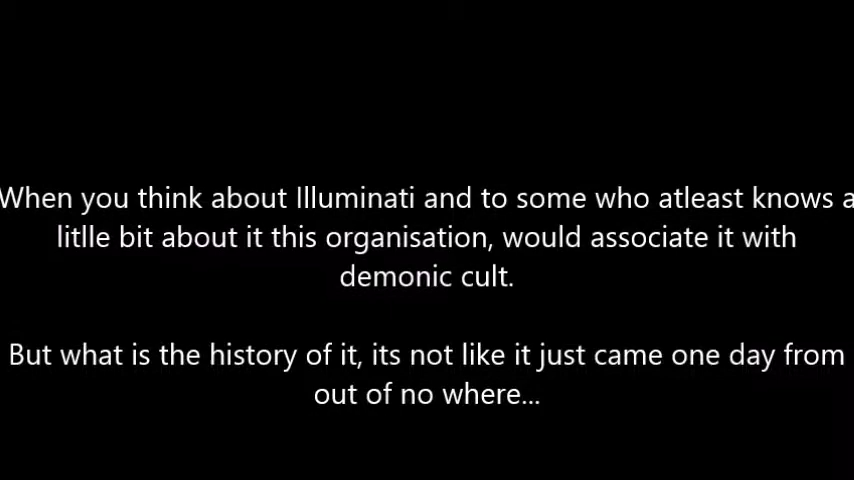 When you think about Illuminati and to some who atleast knows a
litlle bit about it this organisation, would associate it with
demonic cult.
But what is the history of it, its not like it just came one day from
out of no where...